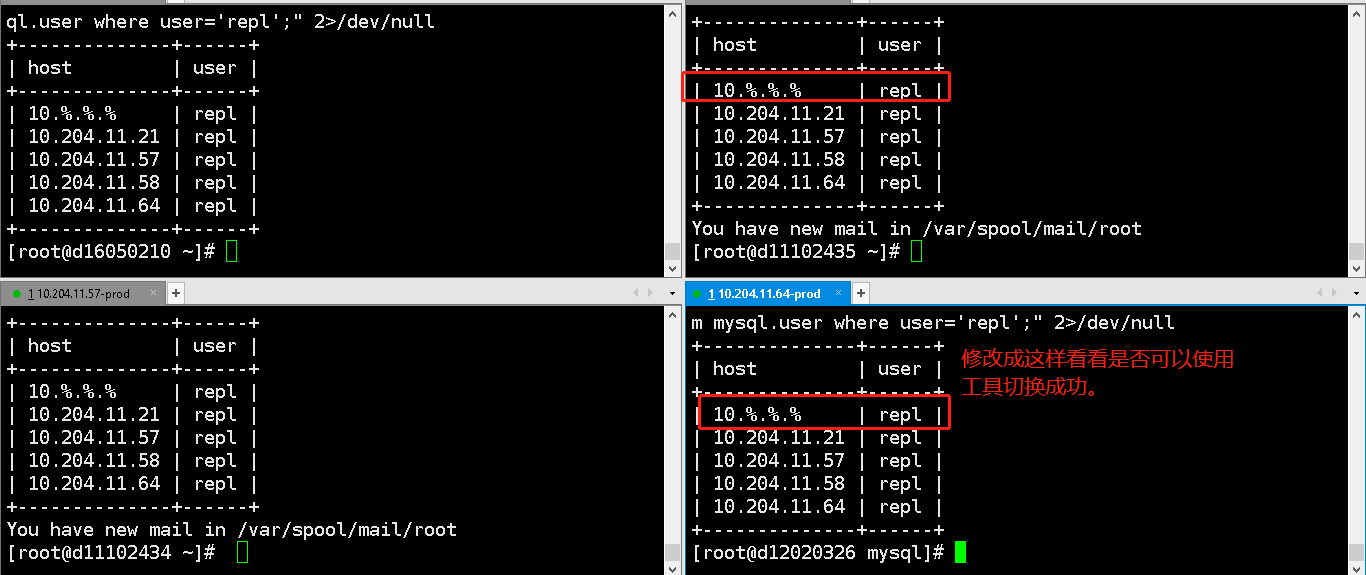 ql.user where user='repl';" 2>/dev/null
+--------------+------+
| host         | user |
+--------------+------+
| 10.%.%.%     | repl |
| 10.204.11.21 | repl |
| 10.204.11.57 | repl |
| 10.204.11.58 | repl |
| 10.204.11.64 | repl |
+--------------+------+
[root@d16050210 ~]#
+--------------+------+
| host         | user |
+--------------+------+
| 10.%.%.%     | repl |
| 10.204.11.21 | repl |
| 10.204.11.57 | repl |
| 10.204.11.58 | repl |
| 10.204.11.64 | repl |
+--------------+------+
You have new mail in /var/spool/mail/root
[root@d11102435 ~]#
1 10.204.11.57-prod × +
+--------------+------+
| host         | user |
+--------------+------+
| 10.%.%.%     | repl |
| 10.204.11.21 | repl |
| 10.204.11.57 | repl |
| 10.204.11.58 | repl |
| 10.204.11.64 | repl |
+--------------+------+
You have new mail in /var/spool/mail/root
[root@d11102434 ~]#
1 10.204.11.64-prod × +
m mysql.user where user='repl';" 2>/dev/null
+--------------+------+
| host         | user |
+--------------+------+
| 10.%.%.%     | repl |
| 10.204.11.21 | repl |
| 10.204.11.57 | repl |
| 10.204.11.58 | repl |
| 10.204.11.64 | repl |
+--------------+------+
[root@d12020326 mysql]#
修改成这样看看是否可以使用
工具切换成功。